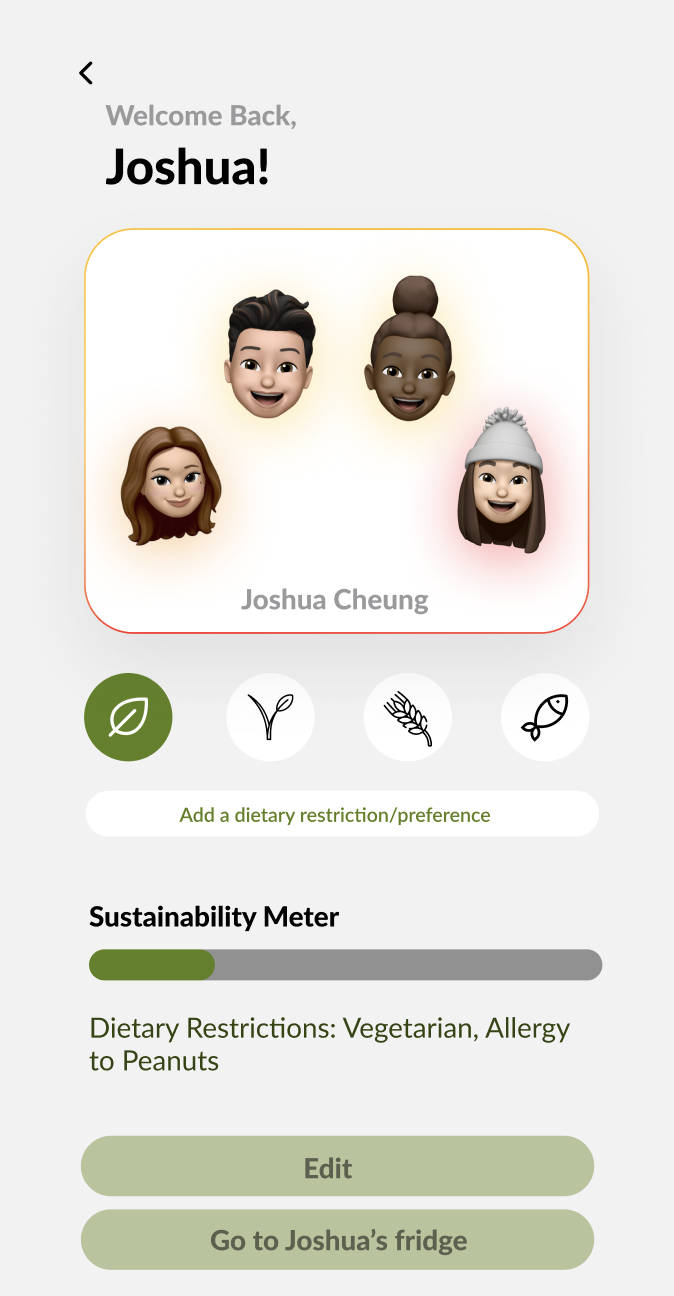 Welcome Back,
Joshua!
Joshua Cheung
Add a dietary restriction/preference
Sustainability Meter
Dietary Restrictions: Vegetarian, Allergy
to Peanuts
Edit
Go to Joshua’s fridge